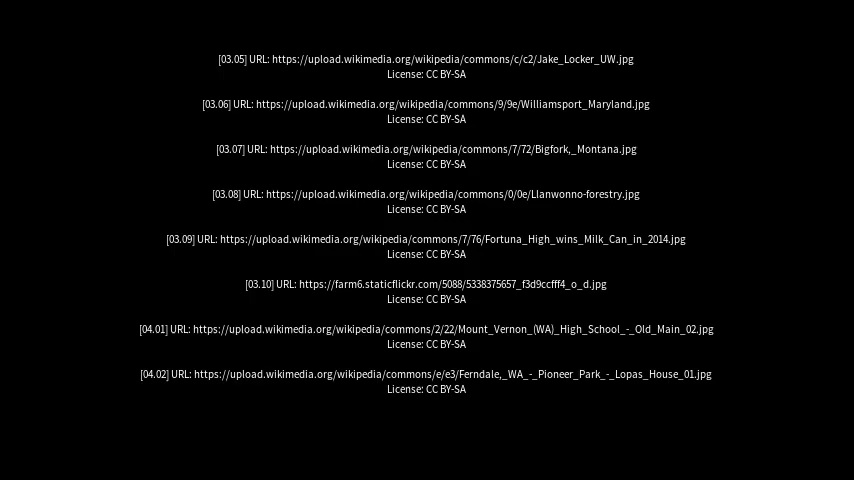 [03.05] URL: https://upload.wikimedia.org/wikipedia/commons/c/c2/Jake_Locker_UW.jpg
License: CC BY-SA
[03.06] URL: https://upload.wikimedia.org/wikipedia/commons/9/9e/Williamsport_Maryland.jpg
License: CC BY-SA
[03.07] URL: https://upload.wikimedia.org/wikipedia/commons/7/72/Bigfork,_Montana.jpg
License: CC BY-SA
[03.08] URL: https://upload.wikimedia.org/wikipedia/commons/0/0e/Llanwonno-forestry.jpg
License: CC BY-SA
[03.09] URL: https://upload.wikimedia.org/wikipedia/commons/7/76/Fortuna_High_wins_Milk_Can_in_2014.jpg
License: CC BY-SA
[03.10] URL: https://farm6.staticflickr.com/5088/5338375657_f3d9ccfff4_o_d.jpg
License: CC BY-SA
[04.01] URL: https://upload.wikimedia.org/wikipedia/commons/2/22/Mount_Vernon_(WA)_High_School_-_Old_Main_02.jpg
License: CC BY-SA
[04.02] URL: https://upload.wikimedia.org/wikipedia/commons/e/e3/Ferndale,_WA_-_Pioneer_Park_-_Lopas_House_01.jpg
License: CC BY-SA